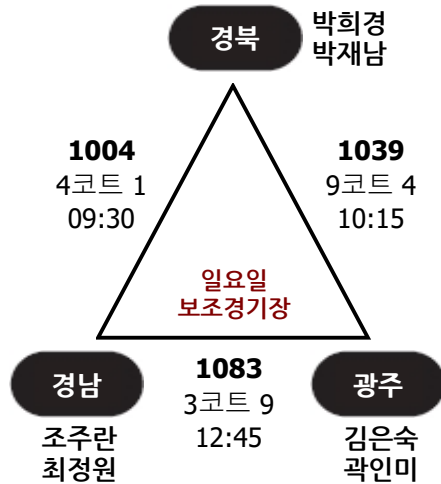 경북
박희경
박재남
1004
4코트 1
09:30
1039
9코트 4
10:15
일요일
보조경기장
경남
조주란
최정원
1083
3코트 9
12:45
광주
김은숙
곽인미